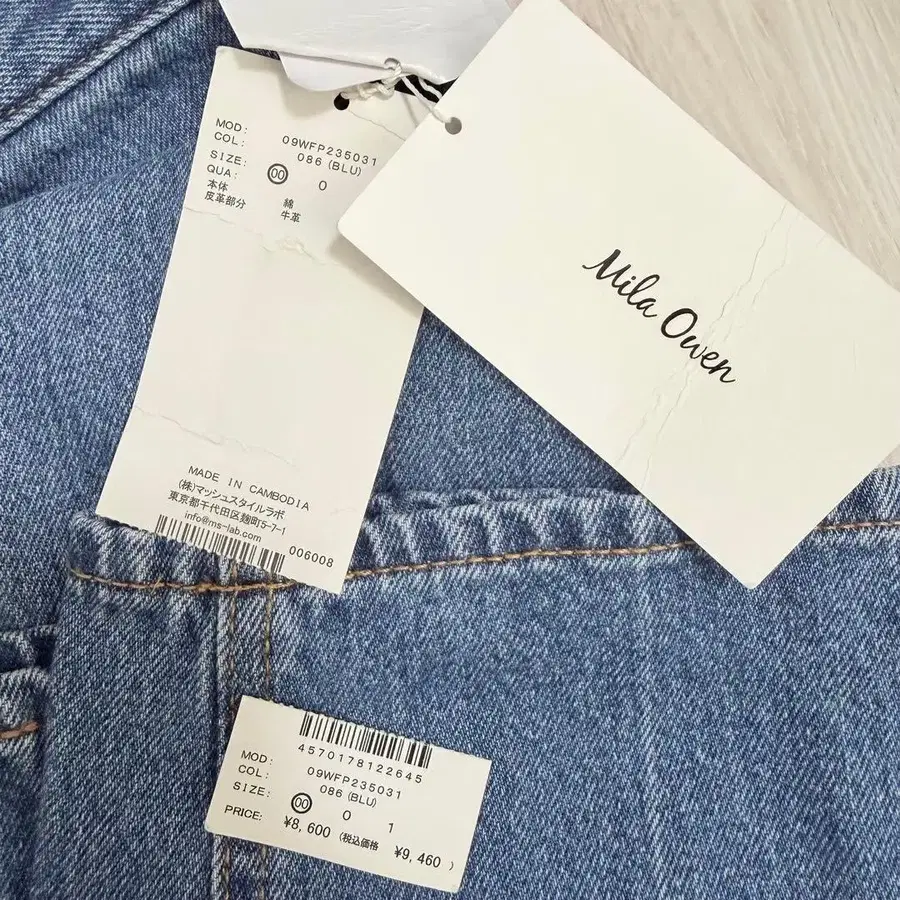 MOD: 09WFP235031
COL: 086 (BLU)
SIZE: 00 0
QUA:
本体 綿
皮革部分 牛革
MADE IN CAMBODIA
(株)マッシュスタイルラボ
東京都千代田区麹町5-7-1
info@ms-lab.com
006008
Mila Owen
4570178122645
MOD: 09WFP235031
COL: 086 (BLU)
SIZE: 00 0 1
PRICE: ¥8,600 (税込価格 ¥9,460 )